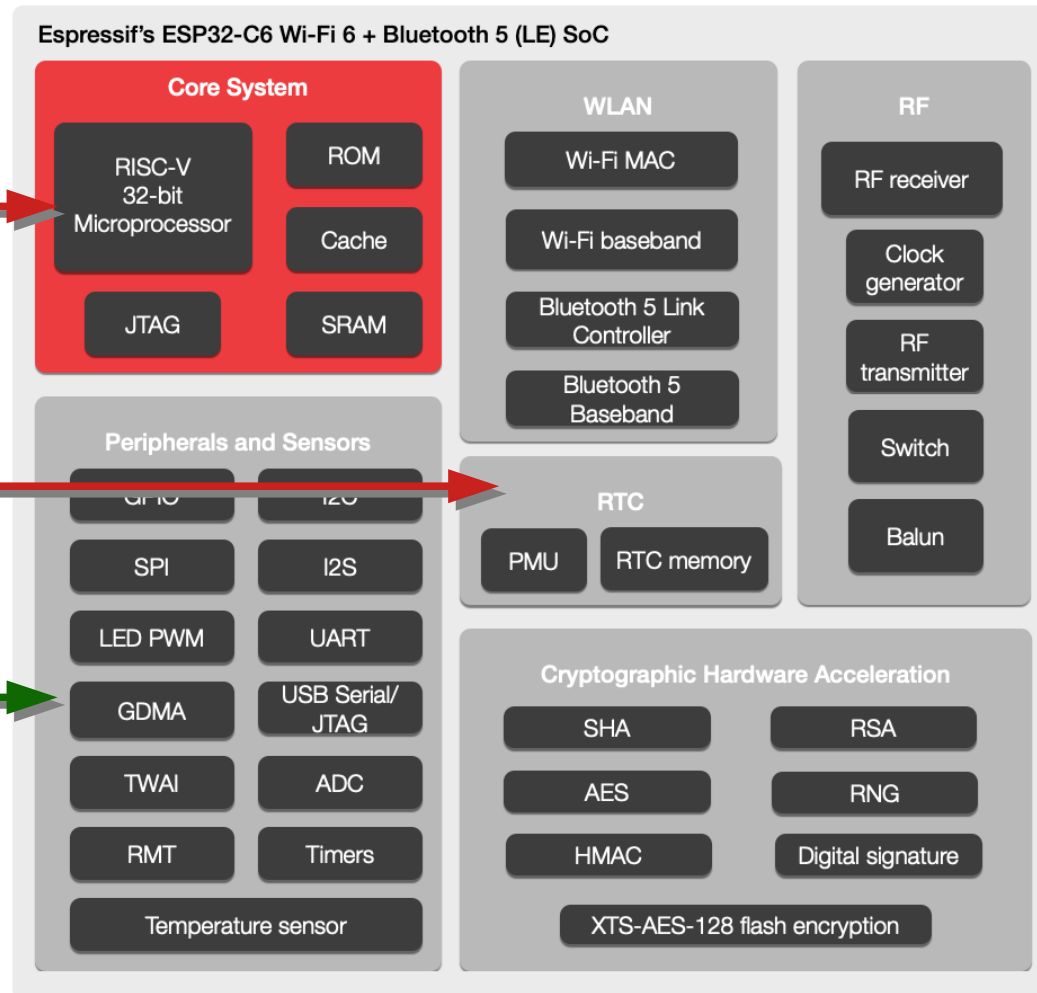 Espressif's ESP32-C6 Wi-Fi 6 + Bluetooth 5 (LE) SoC
Core System
RISC-V
32-bit
Microprocessor
ROM
Cache
JTAG
SRAM
WLAN
Wi-Fi MAC
Wi-Fi baseband
Bluetooth 5 Link
Controller
Bluetooth 5
Baseband
RF
RF receiver
Clock
generator
RF
transmitter
Switch
Balun
Peripherals and Sensors
GPIO
I2C
SPI
I2S
LED PWM
UART
GDMA
USB Serial/
JTAG
TWAI
ADC
RMT
Timers
Temperature sensor
RTC
PMU
RTC memory
Cryptographic Hardware Acceleration
SHA
RSA
AES
RNG
HMAC
Digital signature
XTS-AES-128 flash encryption